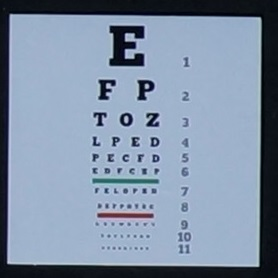 E 1
F P 2
T O Z 3
L P E D 4
P E C F D 5
E D F C Z P 6
F E L O P Z D 7
D E F P O T E C 8
9
10
11